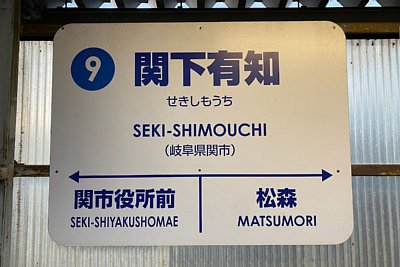 9 関下有知
せきしもうち
SEKI-SHIMOUCHI
(岐阜県関市)
関市役所前 松森
SEKI-SHIYAKUSHOMAE MATSUMORI